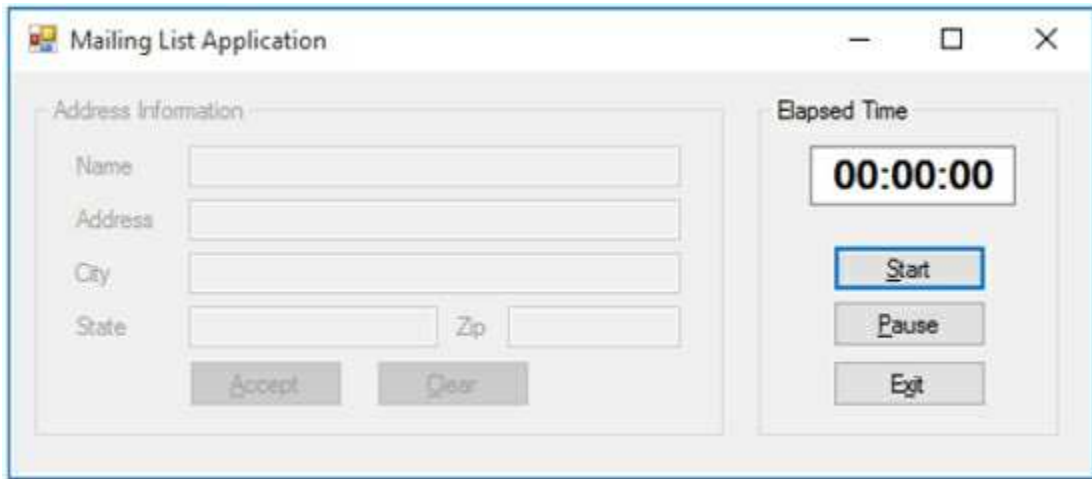 Mailing List Application
Address Information
Name
Address
City
State
Zip
Accept
Clear
Elapsed Time
00:00:00
Start
Pause
Exit